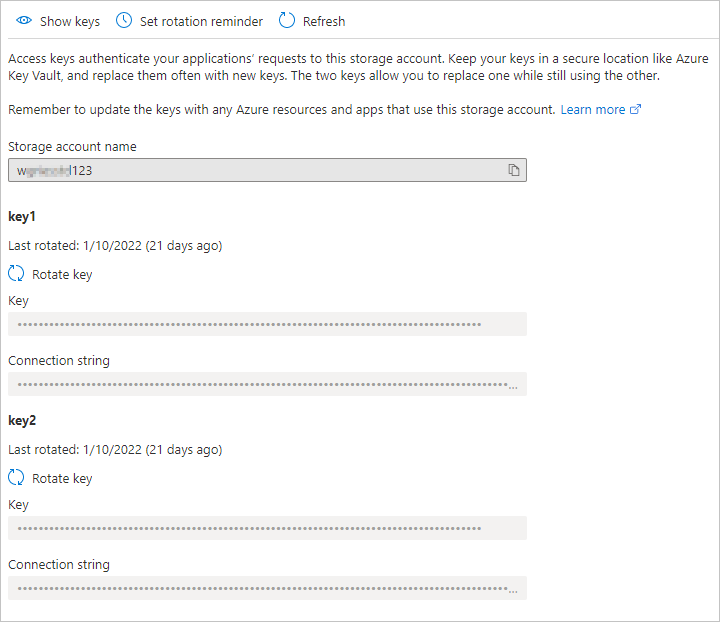 Show keys Set rotation reminder Refresh
Access keys authenticate your applications' requests to this storage account. Keep your keys in a secure location like Azure
Key Vault, and replace them often with new keys. The two keys allow you to replace one while still using the other.
Remember to update the keys with any Azure resources and apps that use this storage account. Learn more
Storage account name
123
key1
Last rotated: 1/10/2022 (21 days ago)
Rotate key
Key
Connection string
...
key2
Last rotated: 1/10/2022 (21 days ago)
Rotate key
Key
Connection string
...